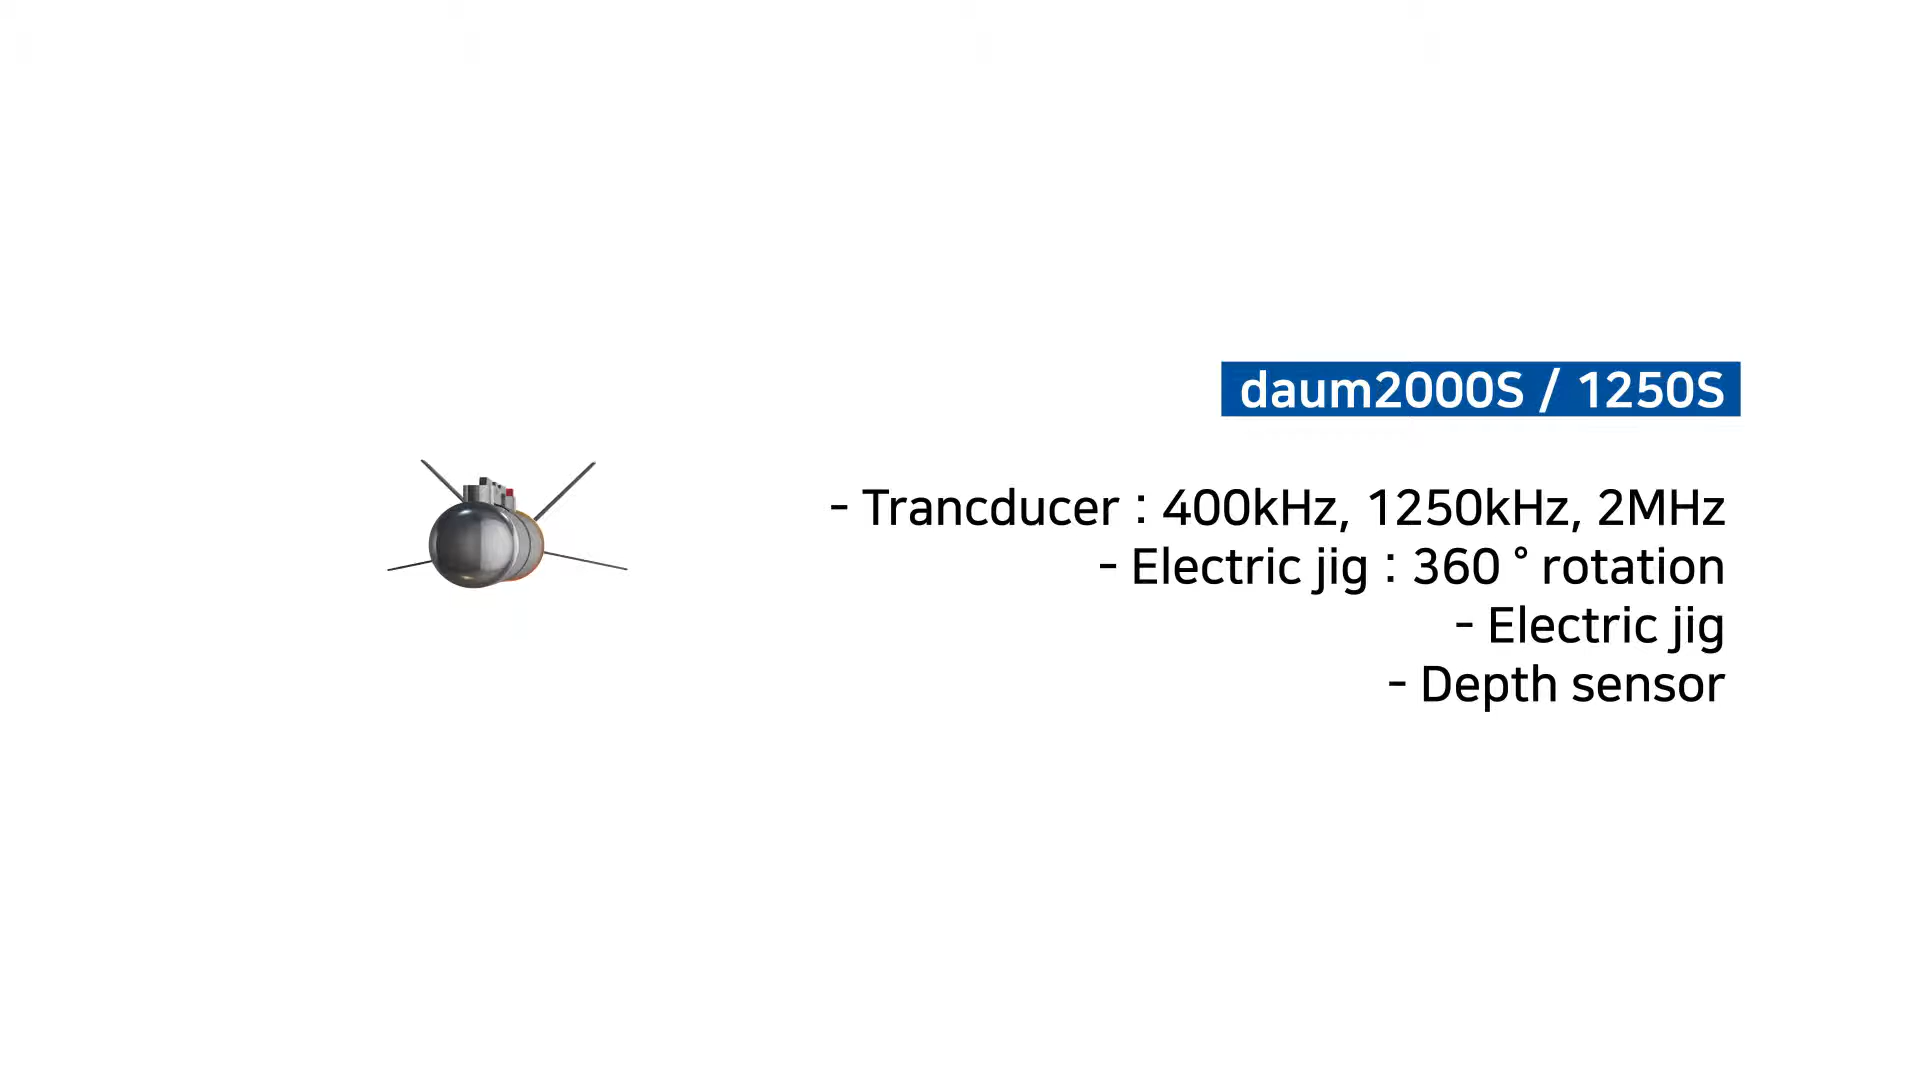 daum2000S / 1250S
- Trancducer : 400kHz, 1250kHz, 2MHz
- Electric jig : 360 ° rotation
- Electric jig
- Depth sensor